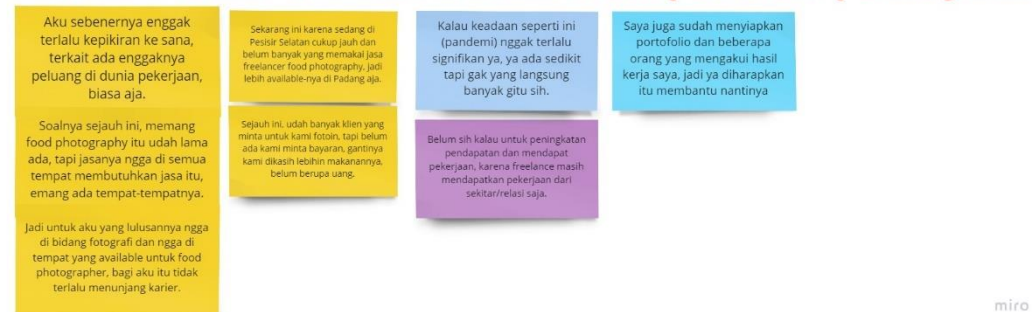 Aku sebenernya enggak
terlalu kepikiran ke sana,
terkait ada enggaknya
peluang di dunia pekerjaan,
biasa aja.
Soalnya sejauh ini, memang
food photography itu udah lama
ada, tapi jasanya ngga di semua
tempat membutuhkan jasa itu,
emang ada tempat-tempatnya.
Jadi untuk aku yang lulusannya ngga
di bidang fotografi dan ngga di
tempat yang available untuk food
photographer, bagi aku itu tidak
terlalu menunjang karier.
Sekarang ini karena sedang di
Pesisir Selatan cukup jauh dan
belum banyak yang memakai jasa
freelancer food photography, jadi
lebih available-nya di Padang aja.
Sejauh ini, udah banyak klien yang
minta untuk kami fotoin, tapi belum
ada kami minta bayaran, gantinya
kami dikasih lebihin makanannya,
belum berupa uang.
Kalau keadaan seperti ini
(pandemi) nggak terlalu
signifikan ya, ya ada sedikit
tapi gak yang langsung
banyak gitu sih.
Belum sih kalau untuk peningkatan
pendapatan dan mendapat
pekerjaan, karena freelance masih
mendapatkan pekerjaan dari
sekitar/relasi saja.
Saya juga sudah menyiapkan
portofolio dan beberapa
orang yang mengakui hasil
kerja saya, jadi ya diharapkan
itu membantu nantinya
miro